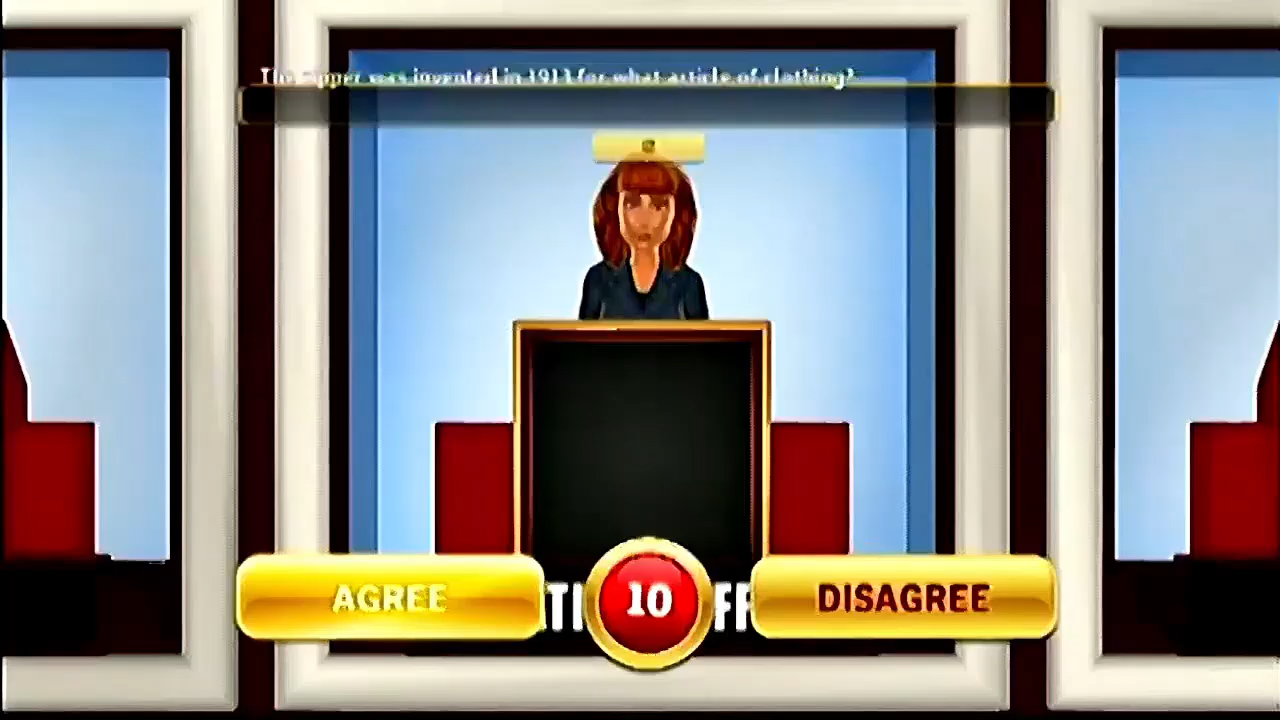 The zipper was invented in 1913 for what article of clothing?
AGREE
10
DISAGREE